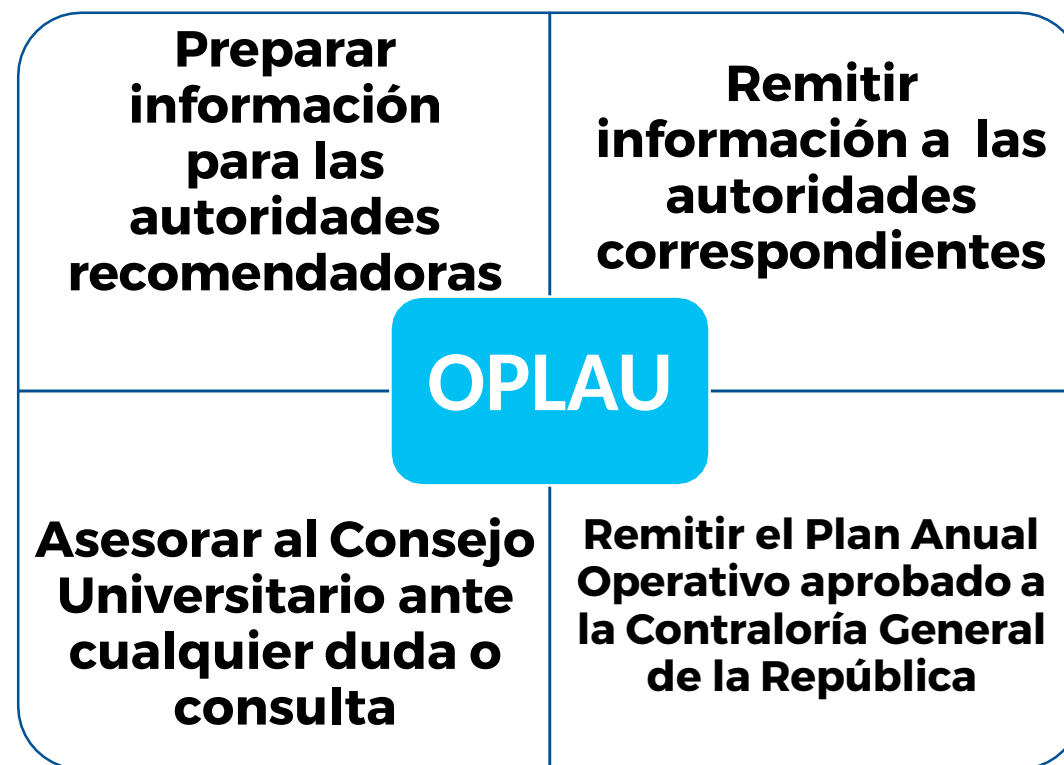 Preparar
información
para las
autoridades
recomendadoras
Remitir
información a las
autoridades
correspondientes
OPLAU
Asesorar al Consejo
Universitario ante
cualquier duda o
consulta
Remitir el Plan Anual
Operativo aprobado a
la Contraloría General
de la República